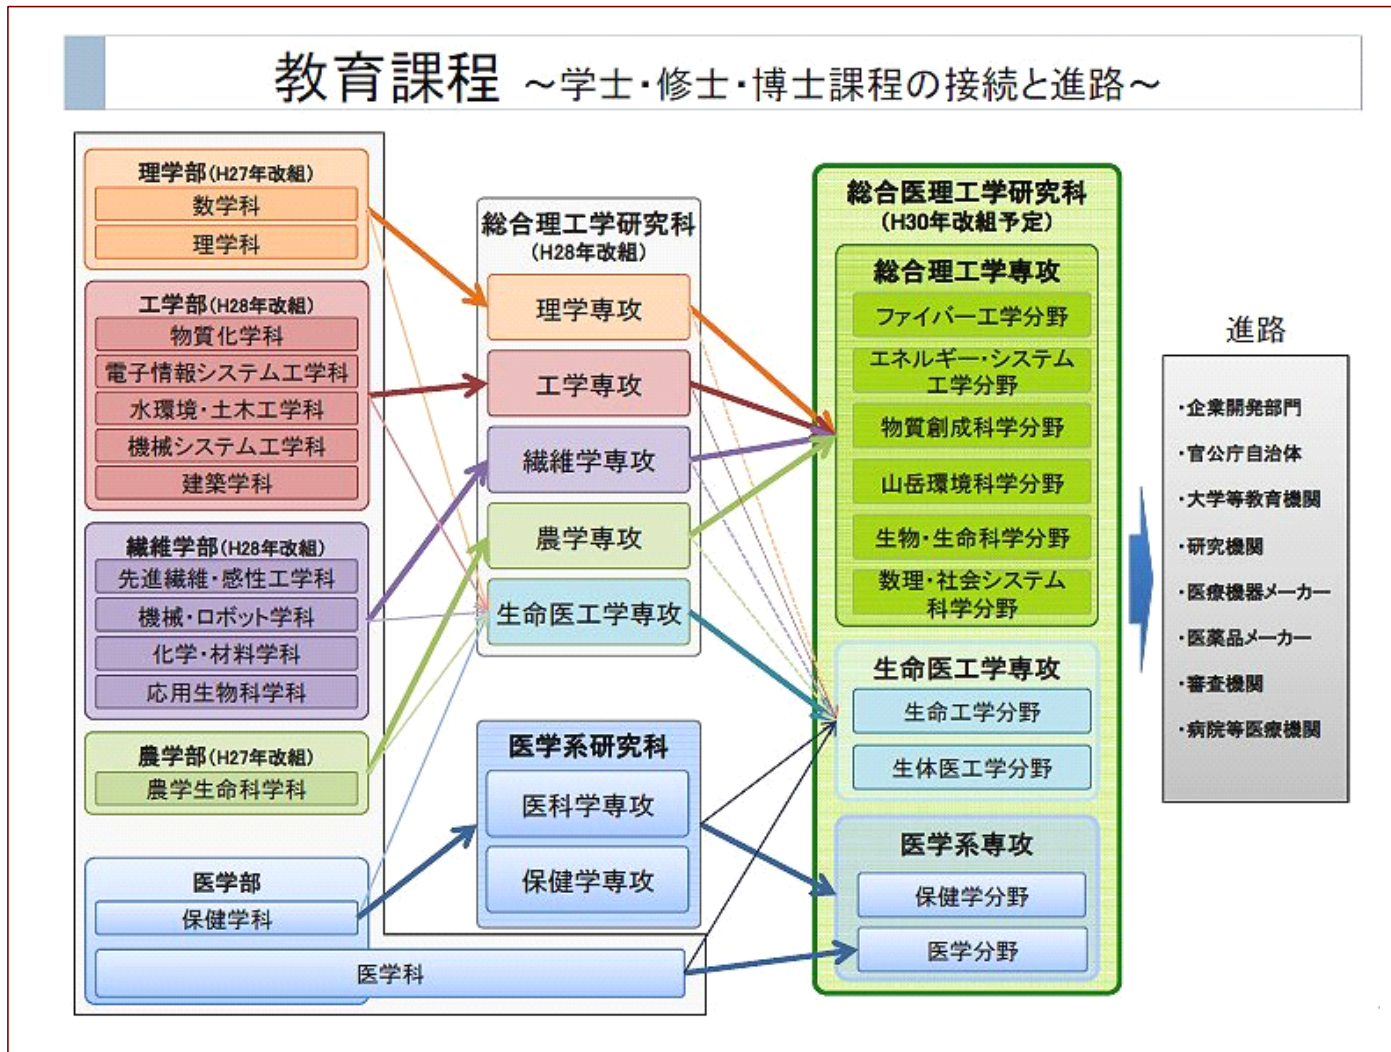 教育課程 ~学士・修士・博士課程の接続と進路~
理学部(H27年改組)
数学科
理学科
工学部(H28年改組)
物質化学科
電子情報システム工学科
水環境・土木工学科
機械システム工学科
建築学科
繊維学部(H28年改組)
先進繊維・感性工学科
機械・ロボット学科
化学・材料学科
応用生物科学科
農学部(H27年改組)
農学生命科学科
医学部
保健学科
医学科
総合理工学研究科
(H28年改組)
理学専攻
工学専攻
繊維学専攻
農学専攻
生命医工学専攻
医学系研究科
医科学専攻
保健学専攻
総合医理工学研究科
(H30年改組予定)
総合理工学専攻
ファイバー工学分野
エネルギー・システム
工学分野
物質創成科学分野
山岳環境科学分野
生物・生命科学分野
数理・社会システム
科学分野
生命医工学専攻
生命工学分野
生体医工学分野
医学系専攻
保健学分野
医学分野
進路
・企業開発部門
・官公庁自治体
・大学等教育機関
・研究機関
・医療機器メーカー
・医薬品メーカー
・審査機関
・病院等医療機関